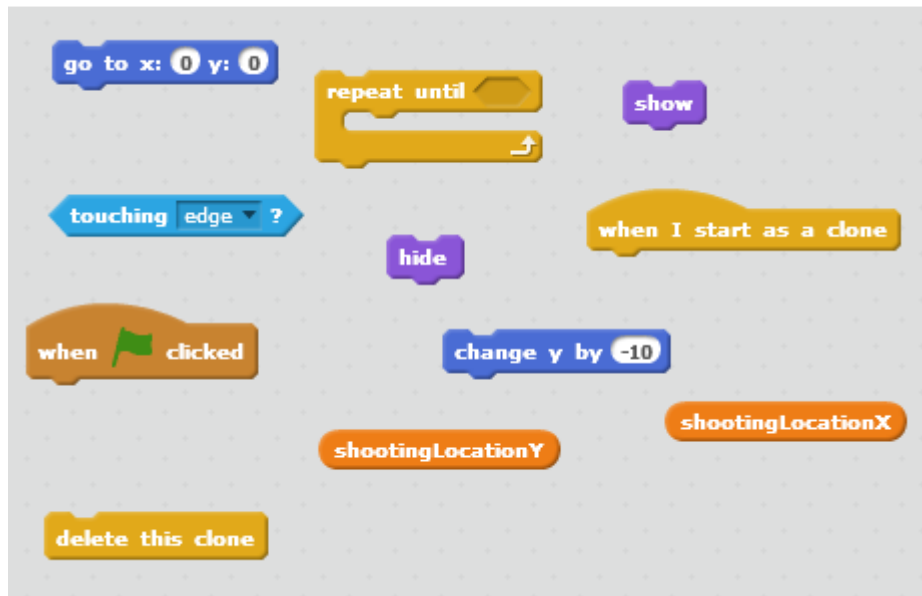 go to x: 0 y: 0
repeat until
show
touching edge ?
when I start as a clone
hide
when clicked
change y by -10
shootingLocationX
shootingLocationY
delete this clone